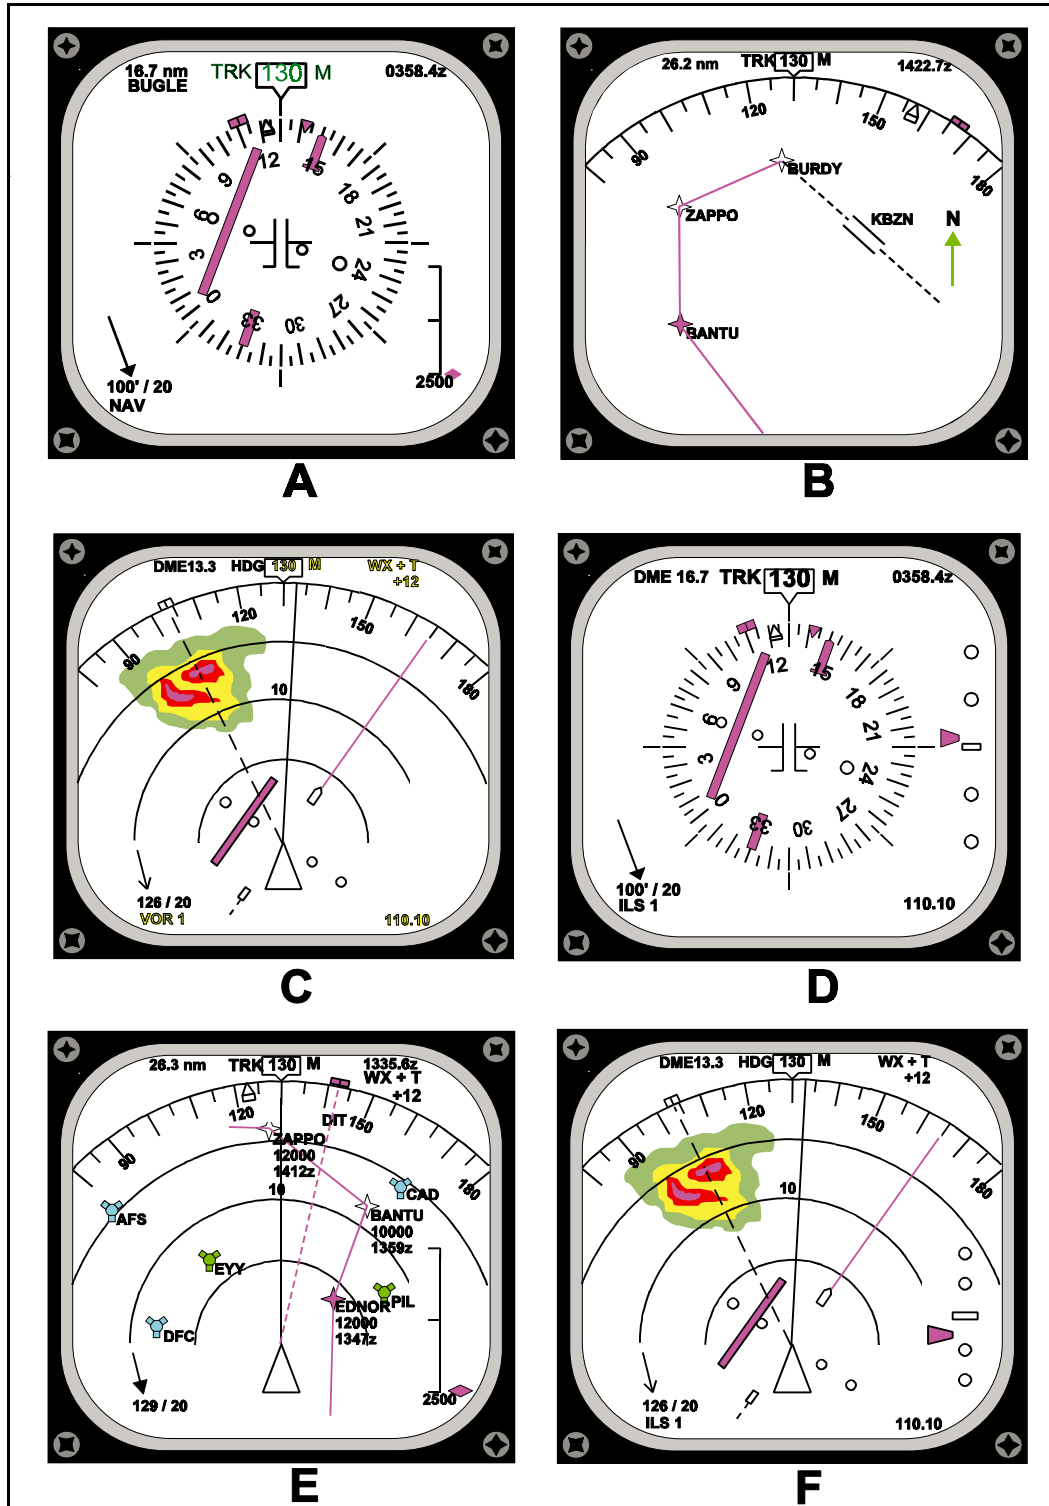 16.7 nm TRK 130 M 0358.4z
BUGLE
12 15 18 21 24 27 30 33 0 3 6 9
100' / 20
NAV
2500
A
26.2 nm TRK 130 M 1422.7z
90 120 150 180
BURDY
ZAPPO
KBZN
N
BANTU
B
DME13.3 HDG 130 M WX + T
+12
90 120 150 180
10
126 / 20
VOR 1 110.10
C
DME 16.7 TRK 130 M 0358.4z
12 15 18 21 24 27 30 33 0 3 6 9
100' / 20
ILS 1 110.10
D
26.3 nm TRK 130 M 1335.6z
WX + T
+12
90 120 150 180
DIT
ZAPPO
12000
1412z
10
CAD
AFS
BANTU
10000
1359z
EYY
EDNOR
12000
1347z
PIL
DFC
129 / 20
2500
E
DME13.3 HDG 130 M WX + T
+12
90 120 150 180
10
126 / 20
ILS 1 110.10
F